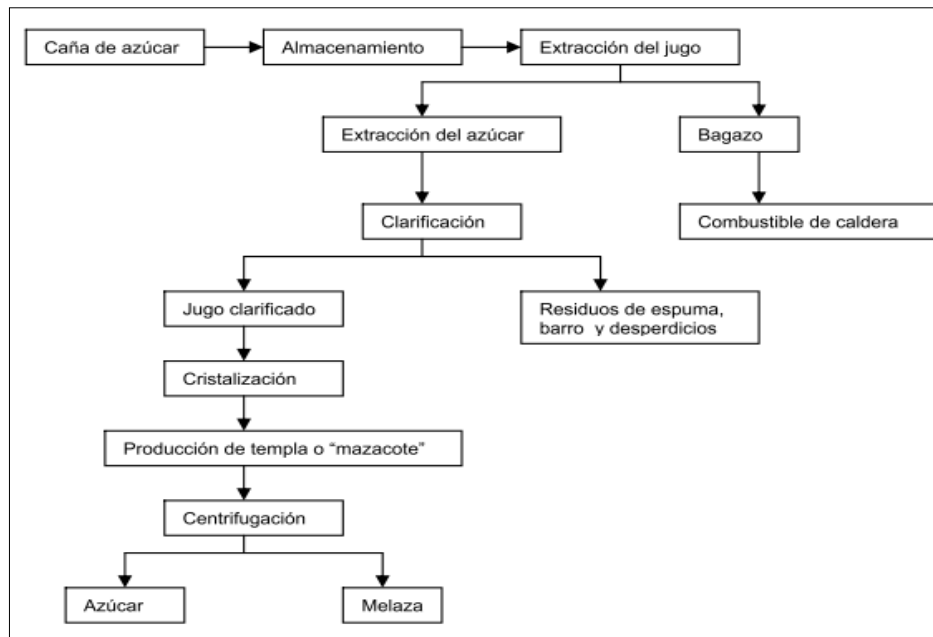 Caña de azúcar
Almacenamiento
Extracción del jugo
Extracción del azúcar
Bagazo
Clarificación
Combustible de caldera
Jugo clarificado
Residuos de espuma,
barro y desperdicios
Cristalización
Producción de templa o “mazacote”
Centrifugación
Azúcar
Melaza